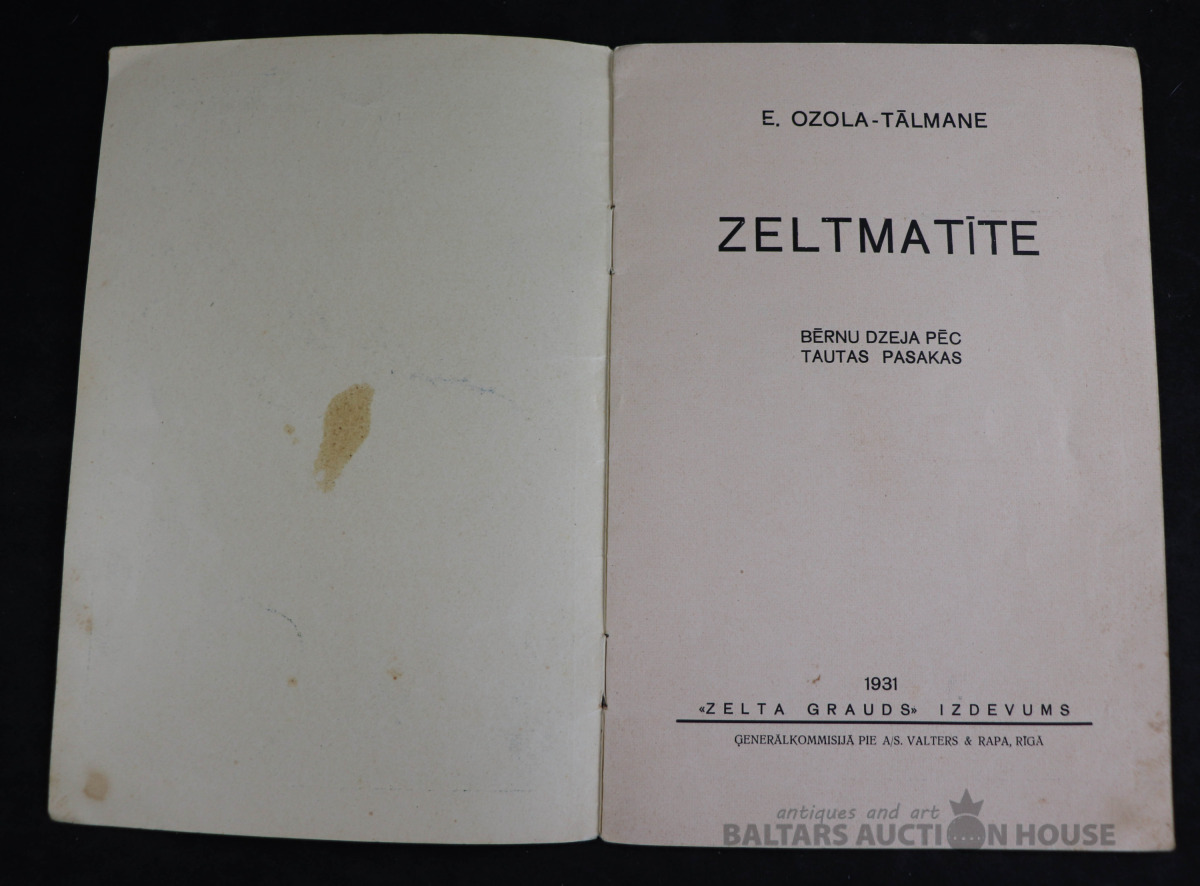 E. OZOLA-TĀLMANE
ZELTMATĪTE
BĒRNU DZEJA PĒC
TAUTAS PASAKAS
1931
«ZELTA GRAUDS» IZDEVUMS
ĢENERĀLKOMMISIJĀ PIE A/S. VALTERS & RAPA, RĪGĀ
antiques and art
BALTARS AUCTION HOUSE